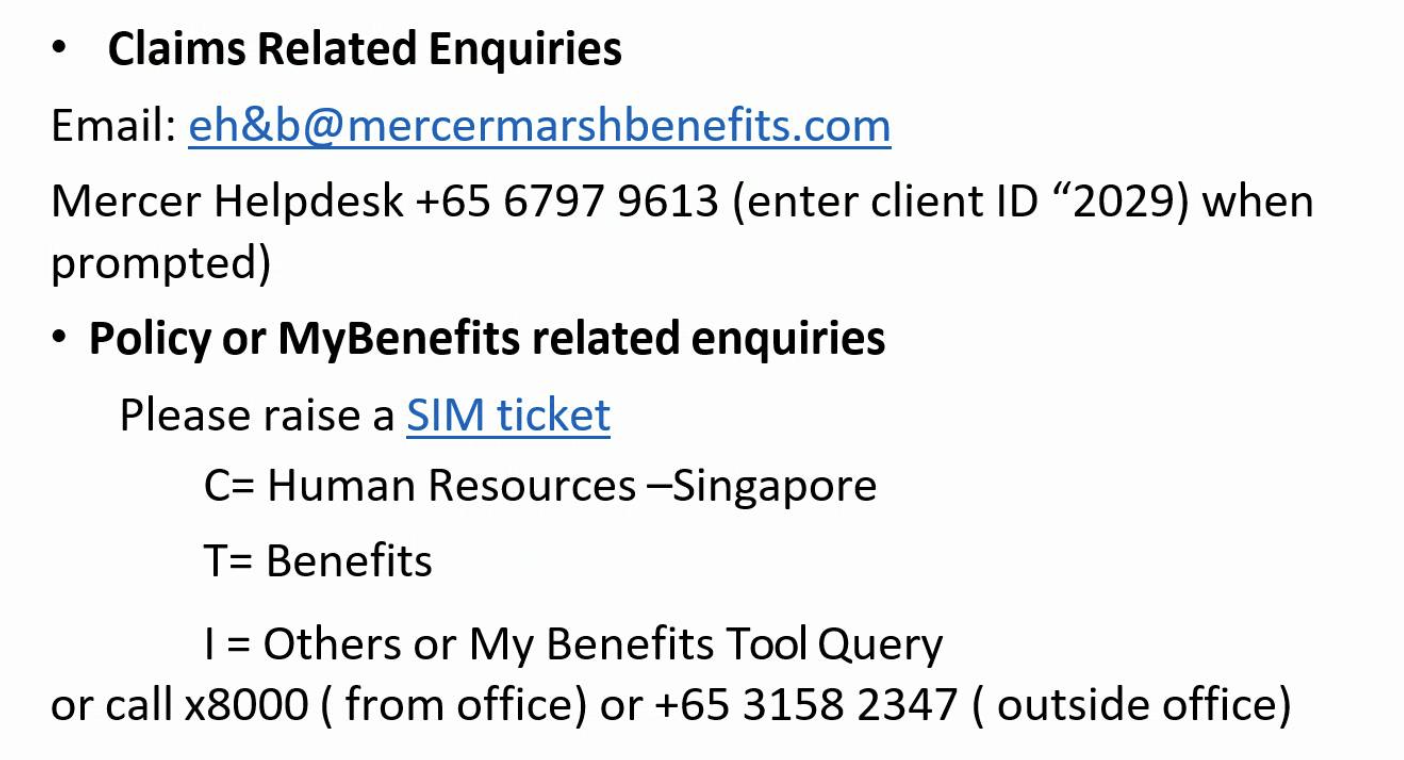 • Claims Related Enquiries
Email: eh&b@mercermarshbenefits.com
Mercer Helpdesk +65 6797 9613 (enter client ID “2029) when
prompted)
• Policy or MyBenefits related enquiries
Please raise a SIM ticket
C= Human Resources –Singapore
T= Benefits
I = Others or My Benefits Tool Query
or call x8000 ( from office) or +65 3158 2347 ( outside office)